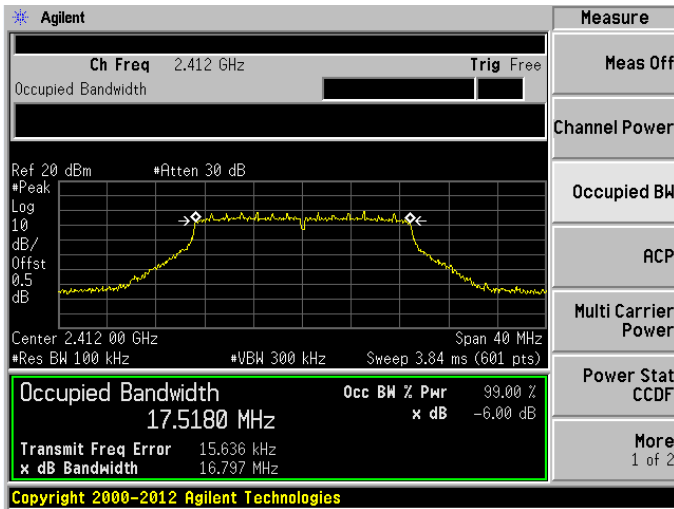 Agilent
Measure
Ch Freq 2.412 GHz Trig Free
Meas Off
Occupied Bandwidth
Channel Power
Ref 20 dBm #Atten 30 dB
#Peak
Log
10
dB/
Offst
0.5
dB
Occupied BW
ACP
Multi Carrier
Power
Center 2.412 00 GHz Span 40 MHz
#Res BW 100 kHz #VBW 300 kHz Sweep 3.84 ms (601 pts)
Power Stat
CCDF
Occupied Bandwidth Occ BW % Pwr 99.00 %
17.5180 MHz x dB -6.00 dB
Transmit Freq Error 15.636 kHz
x dB Bandwidth 16.797 MHz
More
1 of 2
Copyright 2000-2012 Agilent Technologies